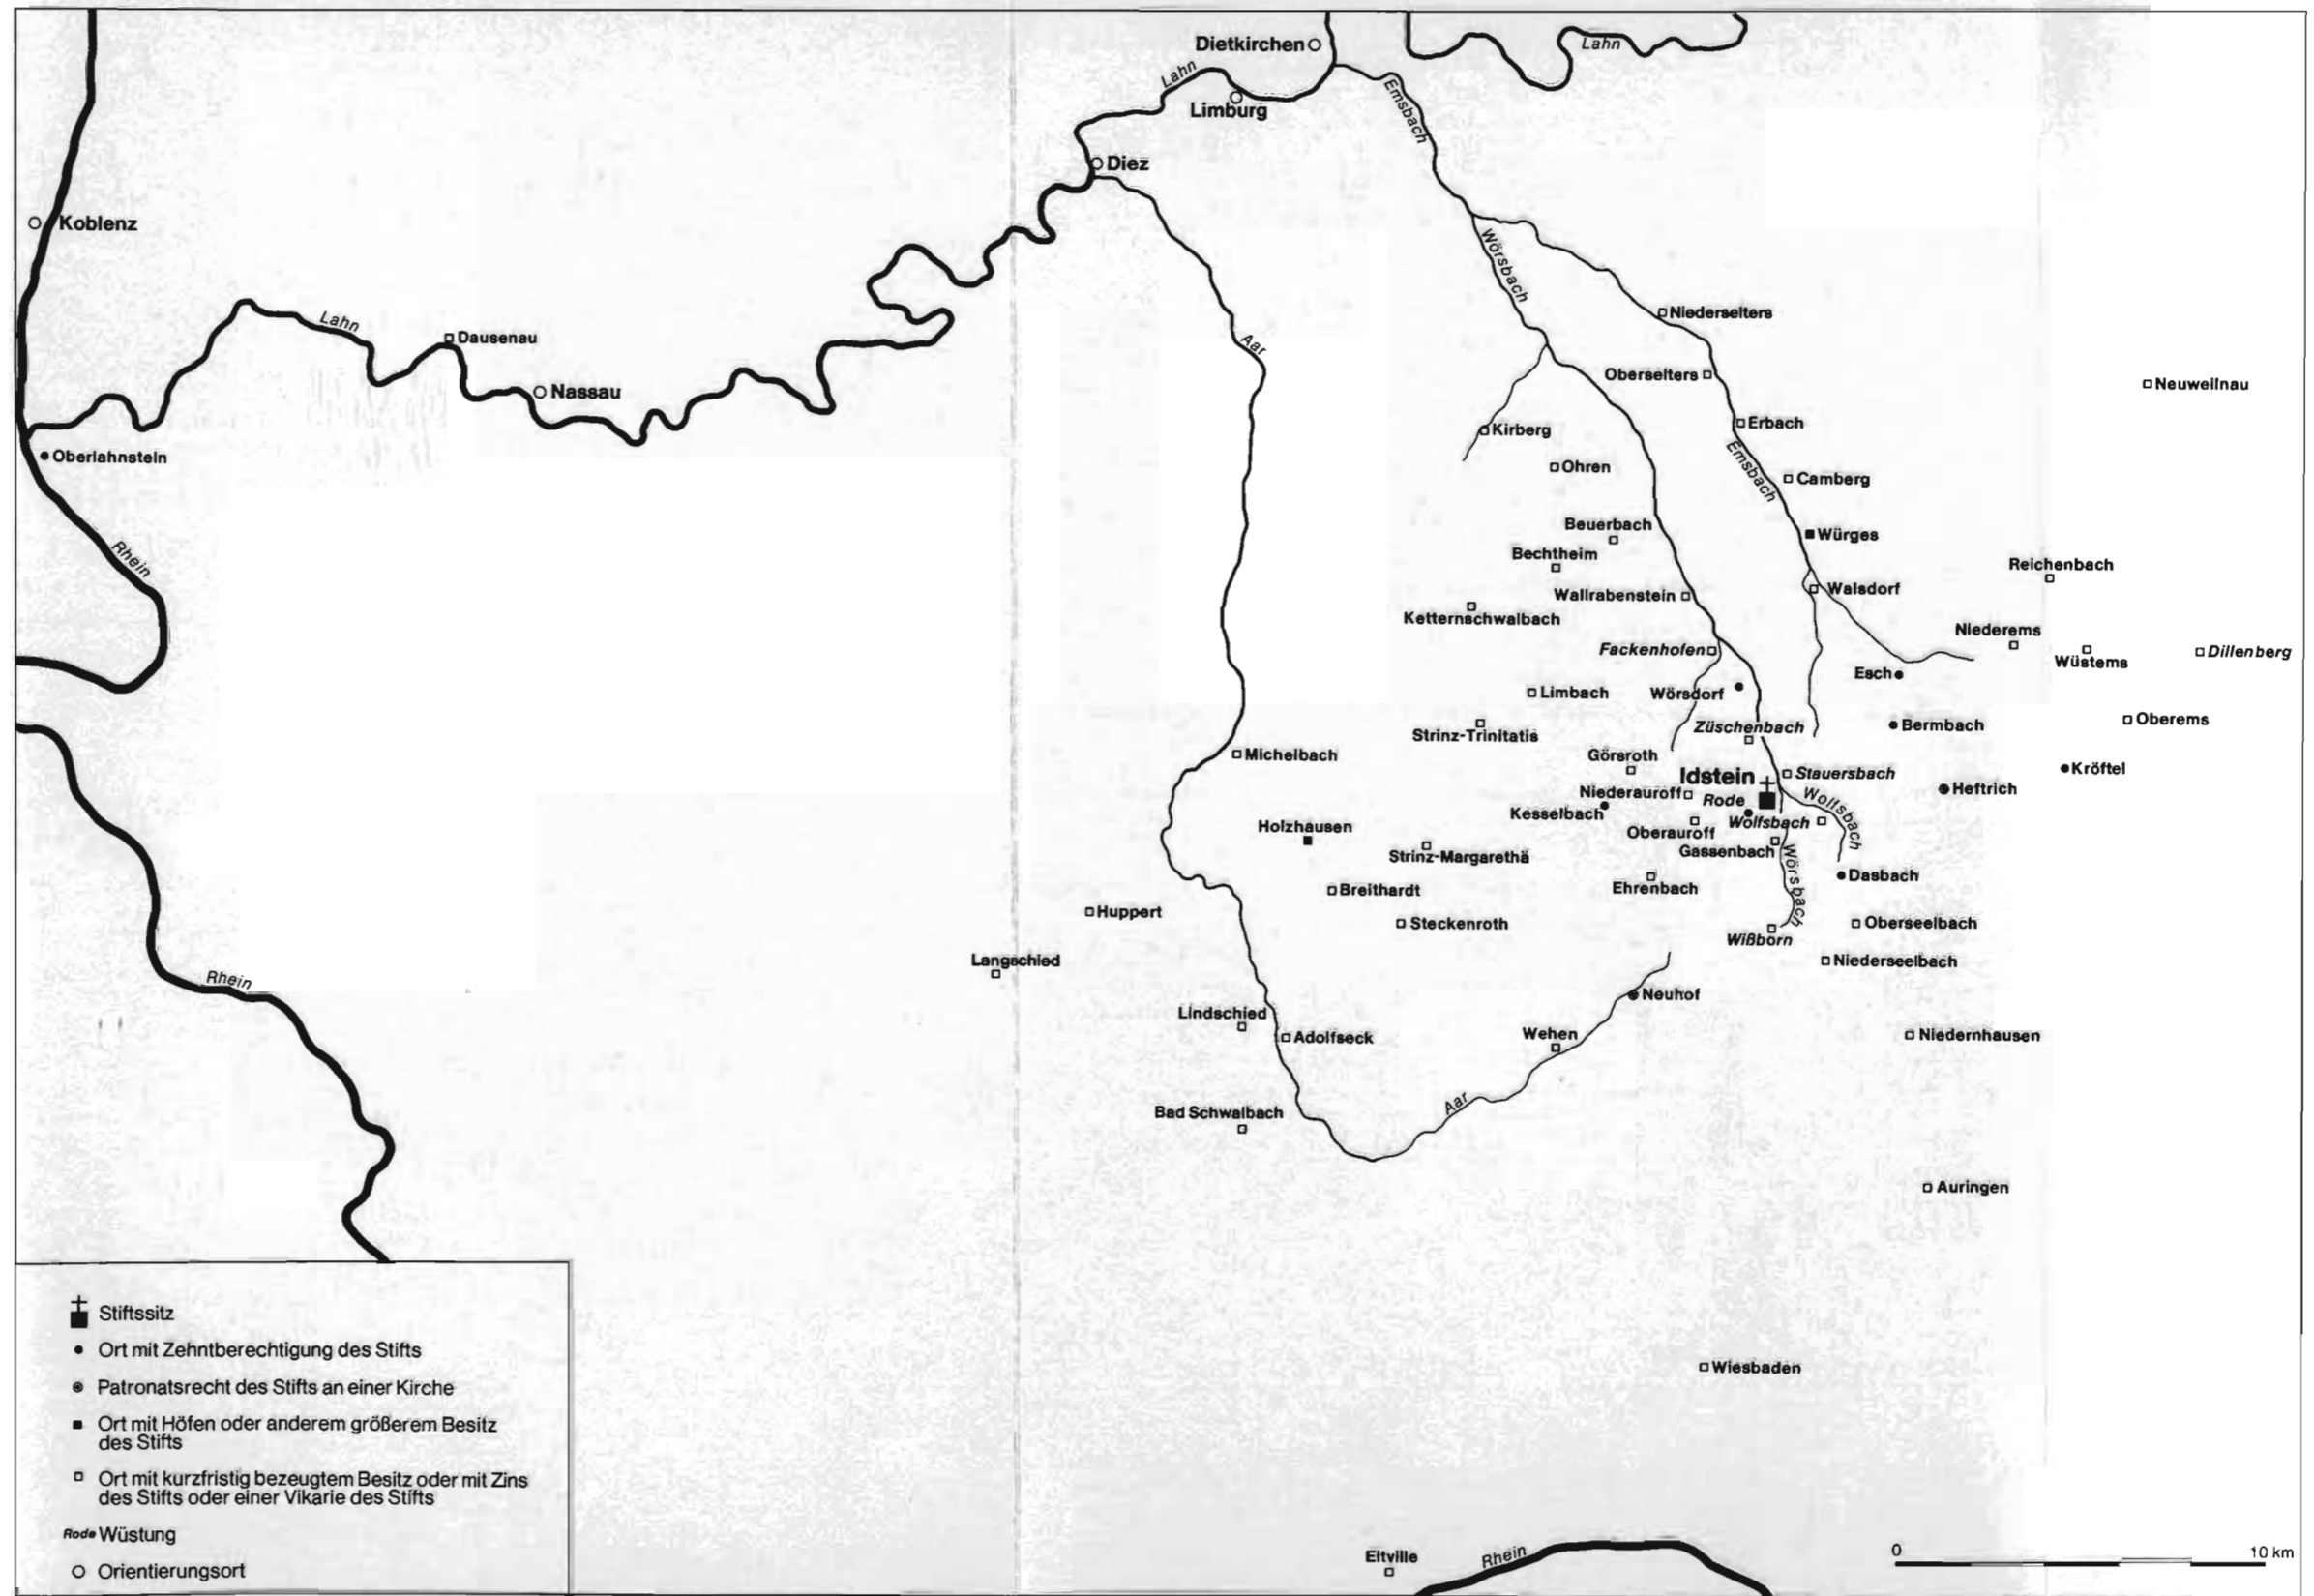 Dietkirchen
Lahn
Lahn
Limburg
Emsbach
Diez
Koblenz
Wörsbach
Niederselters
Lahn
Dausenau
Aar
Oberselters
Neuweilnau
Nassau
Erbach
Kirberg
Oberlahnstein
Ohren
Emsbach
Camberg
Beuerbach
Würges
Bechtheim
Rhein
Reichenbach
Wallrabenstein
Walsdorf
Ketternschwalbach
Niederems
Fackenhofen
Wüstems
Dillenberg
Esch
Limbach
Wörsdorf
Oberems
Züschenbach
Bermbach
Strinz-Trinitatis
Michelbach
Görsroth
Idstein
Stauersbach
Kröftel
Heftrich
Niederauroff
Rode
Wolfsbach
Kesselbach
Holzhausen
Oberauroff
Wolfsbach
Gassenbach
Strinz-Margarethä
Wörsbach
Dasbach
Breithardt
Ehrenbach
Huppert
Steckenroth
Oberseelbach
Wißborn
Langschied
Niederseelbach
Rhein
Neuhof
Lindschied
Adolfseck
Wehen
Niedernhausen
Bad Schwalbach
Aar
Auringen
Wiesbaden
Eltville
Rhein
0
10 km
Stiftssitz
Ort mit Zehntberechtigung des Stifts
Patronatsrecht des Stifts an einer Kirche
Ort mit Höfen oder anderem größerem Besitz
des Stifts
Ort mit kurzfristig bezeugtem Besitz oder mit Zins
des Stifts oder einer Vikarie des Stifts
Rode Wüstung
Orientierungsort